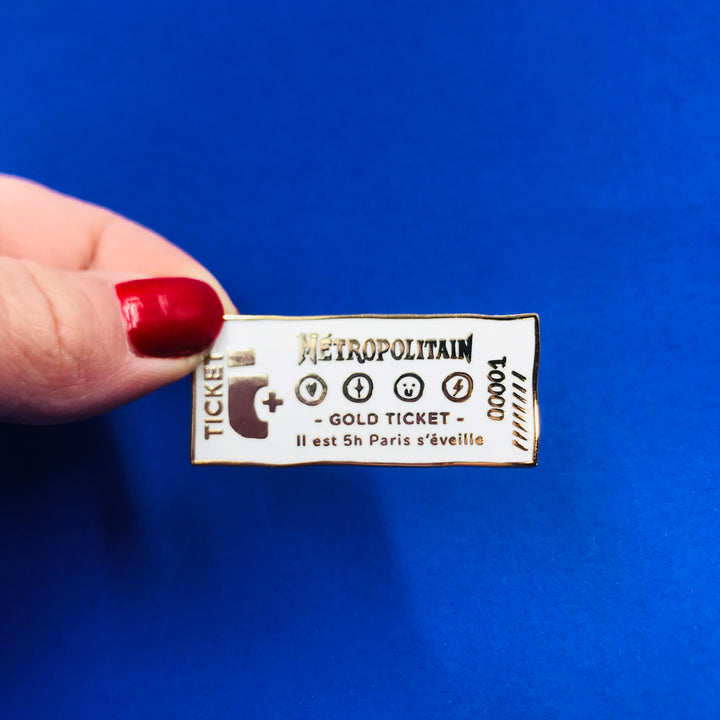 TICKET
t+
MÉTROPOLITAIN
- GOLD TICKET -
Il est 5h Paris s'éveille
00001